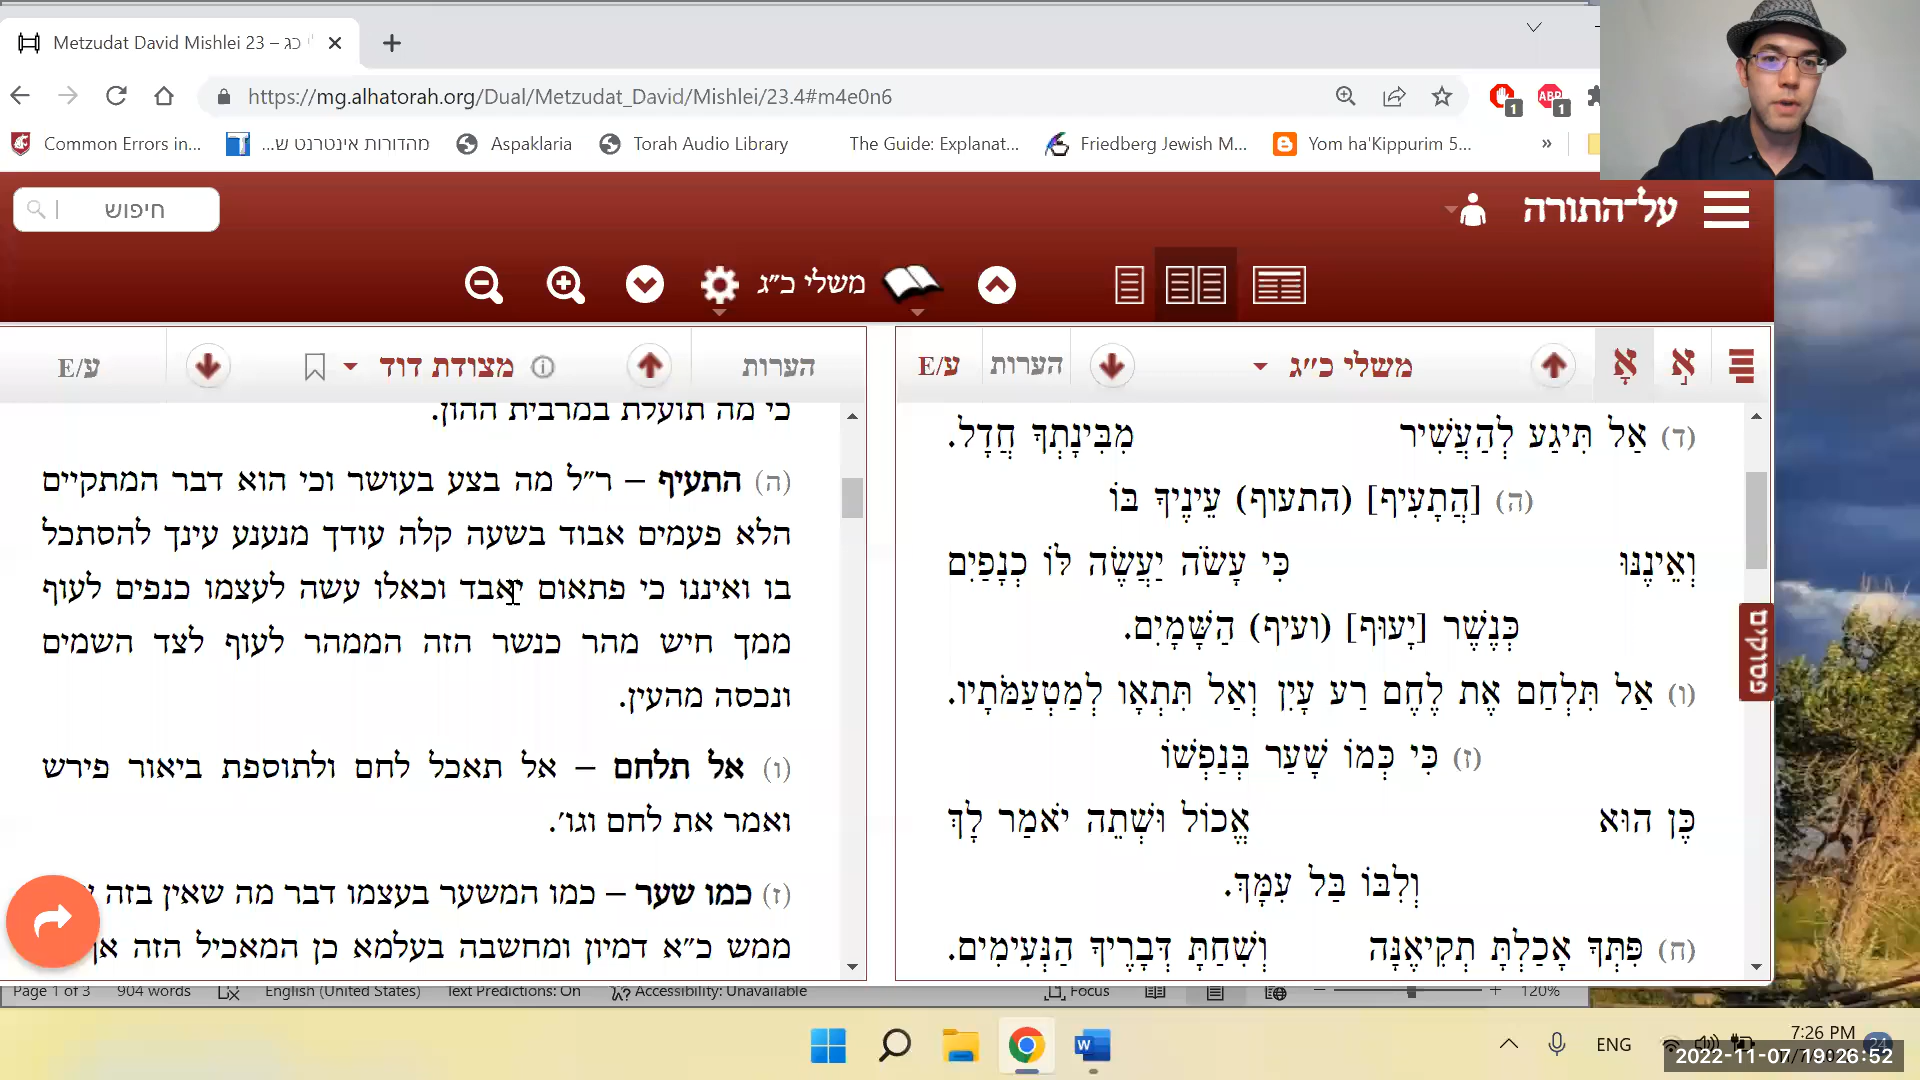 Metzudat David Mishlei 23 – כג
https://mg.alhatorah.org/Dual/Metzudat_David/Mishlei/23.4#m4e0n6
1
ABP
1
Common Errors in...
מהדורות אינטרנט ש...
Aspaklaria
Torah Audio Library
The Guide: Explanat...
Friedberg Jewish M...
Yom ha'Kippurim 5...
»
חיפוש
על־התורה
משלי כ״ג
ע/E
מצודת דוד
הערות
ע/E
הערות
משלי כ״ג
אָ
אְ
(ד) אַל תִּיגַע לְהַעֲשִׁיר מִבִּינָתְךָ חֲדָל.
(ה) [הֲתָעִיף] (התעוף) עֵינֶיךָ בּוֹ
וְאֵינֶנּוּ כִּי עָשֹׂה יַעֲשֶׂה לּוֹ כְנָפַיִם
כְּנֶשֶׁר [יָעוּף] (ועיף) הַשָּׁמָיִם.
(ו) אַל תִּלְחַם אֶת לֶחֶם רַע עָיִן וְאַל תִּתְאָו לְמַטְעַמֹּתָיו.
(ז) כִּי כְּמוֹ שָׁעַר בְּנַפְשׁוֹ
כֶּן הוּא אֱכוֹל וּשְׁתֵה יֹאמַר לָךְ
וְלִבּוֹ בַּל עִמָּךְ.
(ח) פִּתְּךָ אָכַלְתָּ תְקִיאֶנָּה וְשִׁחַתָּ דְּבָרֶיךָ הַנְּעִימִים.
פסוקים
כי מה תועלת במרבית ההון.
(ה) התעיף – ר״ל מה בצע בעושר וכי הוא דבר המתקיים
הלא פעמים אבוד בשעה קלה עודך מנענע עינך להסתכל
בו ואיננו כי פתאום יאבד וכאלו עשה לעצמו כנפים לעוף
ממך חיש מהר כנשר הזה הממהר לעוף לצד השמים
ונכסה מהעין.
(ו) אל תלחם – אל תאכל לחם ולתוספת ביאור פירש
ואמר את לחם וגו׳.
(ז) כמו שער – כמו המשער בעצמו דבר מה שאין בזה
ממש כ״א דמיון ומחשבה בעלמא כן המאכיל הזה אף
Page 1 of 3
904 words
English (United States)
Text Predictions: On
Accessibility: Unavailable
Focus
120%
W
ENG
7:26 PM
24
2022-11-07 19:26:52